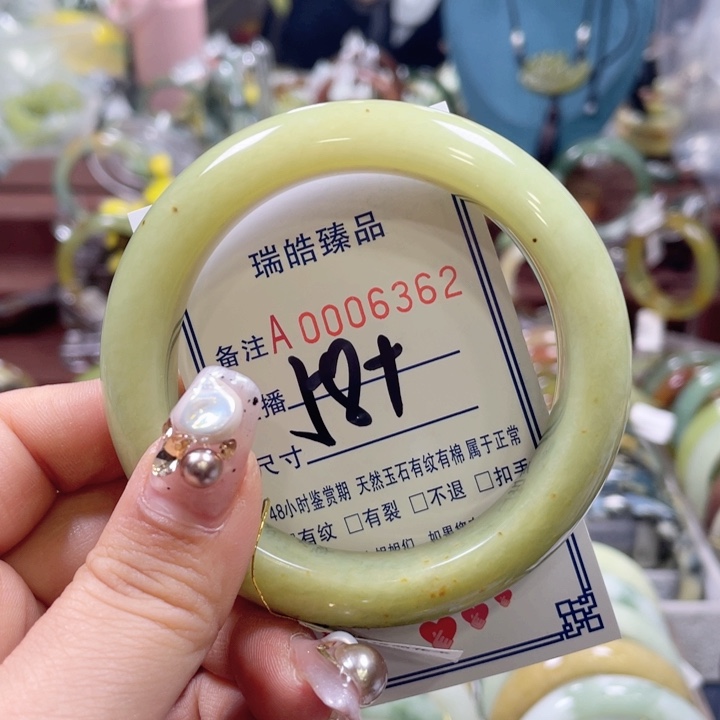 瑞皓臻品
备注A0006362
播 58+
尺寸
48小时鉴赏期 天然玉石有纹有棉 属于正常
有纹 □有裂 □不退 □扣手